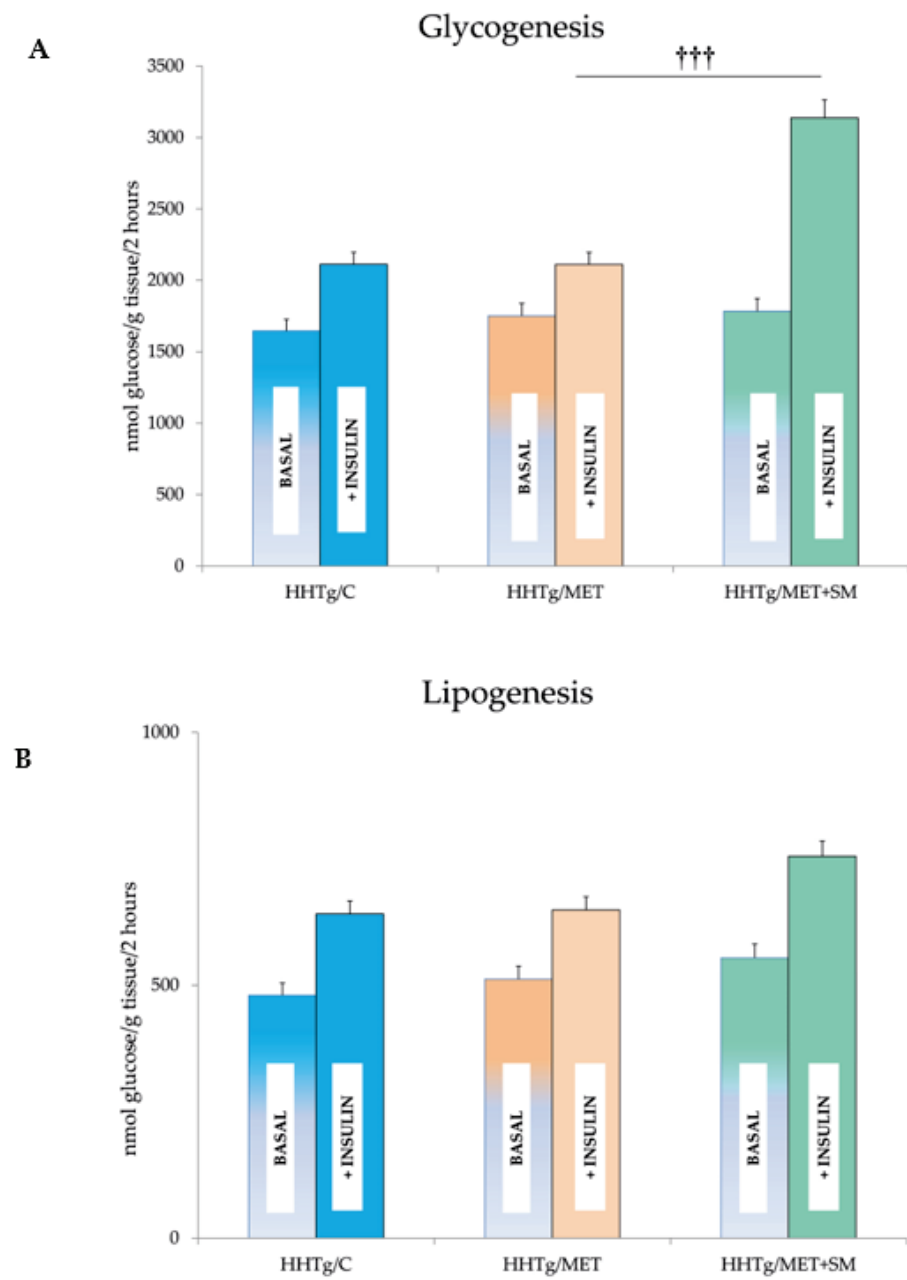 Glycogenesis
A
†††
3500
3000
2500
2000
1500
1000
500
0
nmol glucose/g tissue/2 hours
BASAL
+ INSULIN
BASAL
+ INSULIN
BASAL
+ INSULIN
HHTg/C
HHTg/MET
HHTg/MET+SM
Lipogenesis
B
1000
500
0
nmol glucose/g tissue/2 hours
BASAL
+ INSULIN
BASAL
+ INSULIN
BASAL
+ INSULIN
HHTg/C
HHTg/MET
HHTg/MET+SM